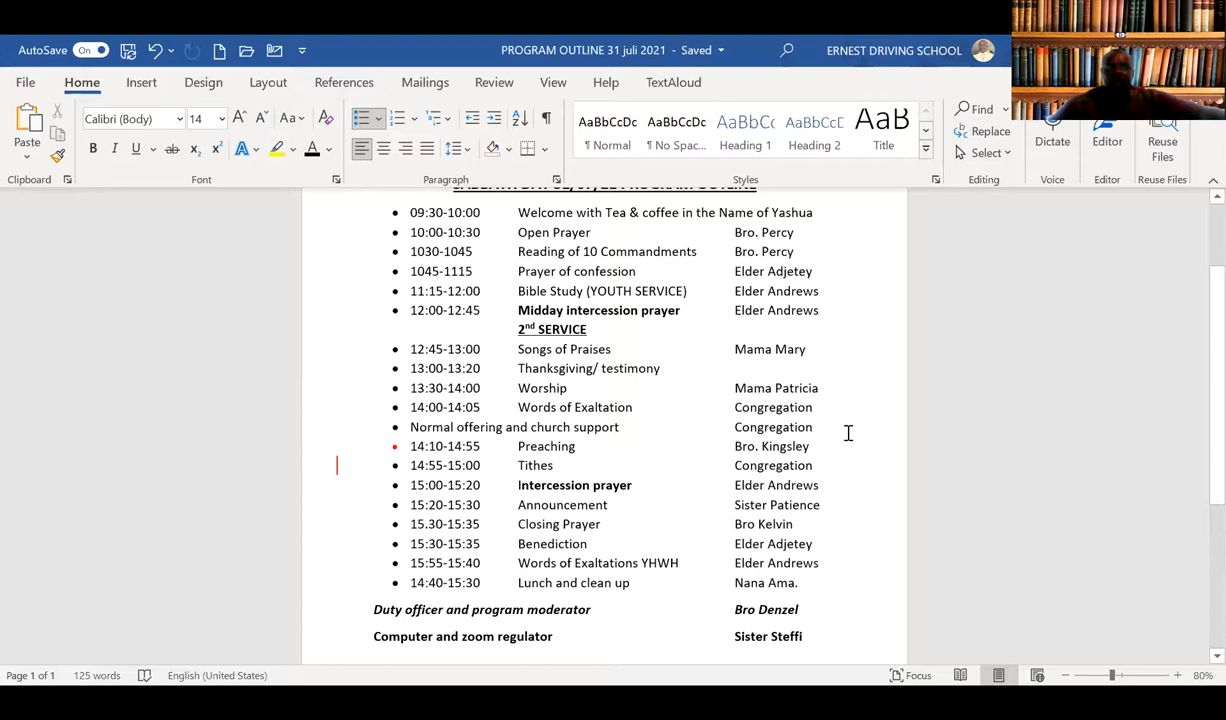 AutoSave On PROGRAM OUTLINE 31 juli 2021 - Saved ERNEST DRIVING SCHOOL
File Home Insert Design Layout References Mailings Review View Help TextAloud
Calibri (Body) 14 Aa
AaBbCcDc AaBbCcDc AaBbCc AaBbCcD AaB
Find
Replace
Select
Paste
B I U ab x₂ x² A A
¶ Normal ¶ No Spac... Heading 1 Heading 2 Title
Dictate Editor Reuse Files
Clipboard Font Paragraph Styles Editing Voice Editor Reuse Files
PROGRAM OUTLINE
• 09:30-10:00 Welcome with Tea & coffee in the Name of Yashua
• 10:00-10:30 Open Prayer Bro. Percy
• 1030-1045 Reading of 10 Commandments Bro. Percy
• 1045-1115 Prayer of confession Elder Adjetey
• 11:15-12:00 Bible Study (YOUTH SERVICE) Elder Andrews
• 12:00-12:45 Midday intercession prayer Elder Andrews
2nd SERVICE
• 12:45-13:00 Songs of Praises Mama Mary
• 13:00-13:20 Thanksgiving/ testimony
• 13:30-14:00 Worship Mama Patricia
• 14:00-14:05 Words of Exaltation Congregation
• Normal offering and church support Congregation
• 14:10-14:55 Preaching Bro. Kingsley
• 14:55-15:00 Tithes Congregation
• 15:00-15:20 Intercession prayer Elder Andrews
• 15:20-15:30 Announcement Sister Patience
• 15.30-15:35 Closing Prayer Bro Kelvin
• 15:30-15:35 Benediction Elder Adjetey
• 15:55-15:40 Words of Exaltations YHWH Elder Andrews
• 14:40-15:30 Lunch and clean up Nana Ama.
Duty officer and program moderator Bro Denzel
Computer and zoom regulator Sister Steffi
Page 1 of 1 125 words English (United States) Focus 80%